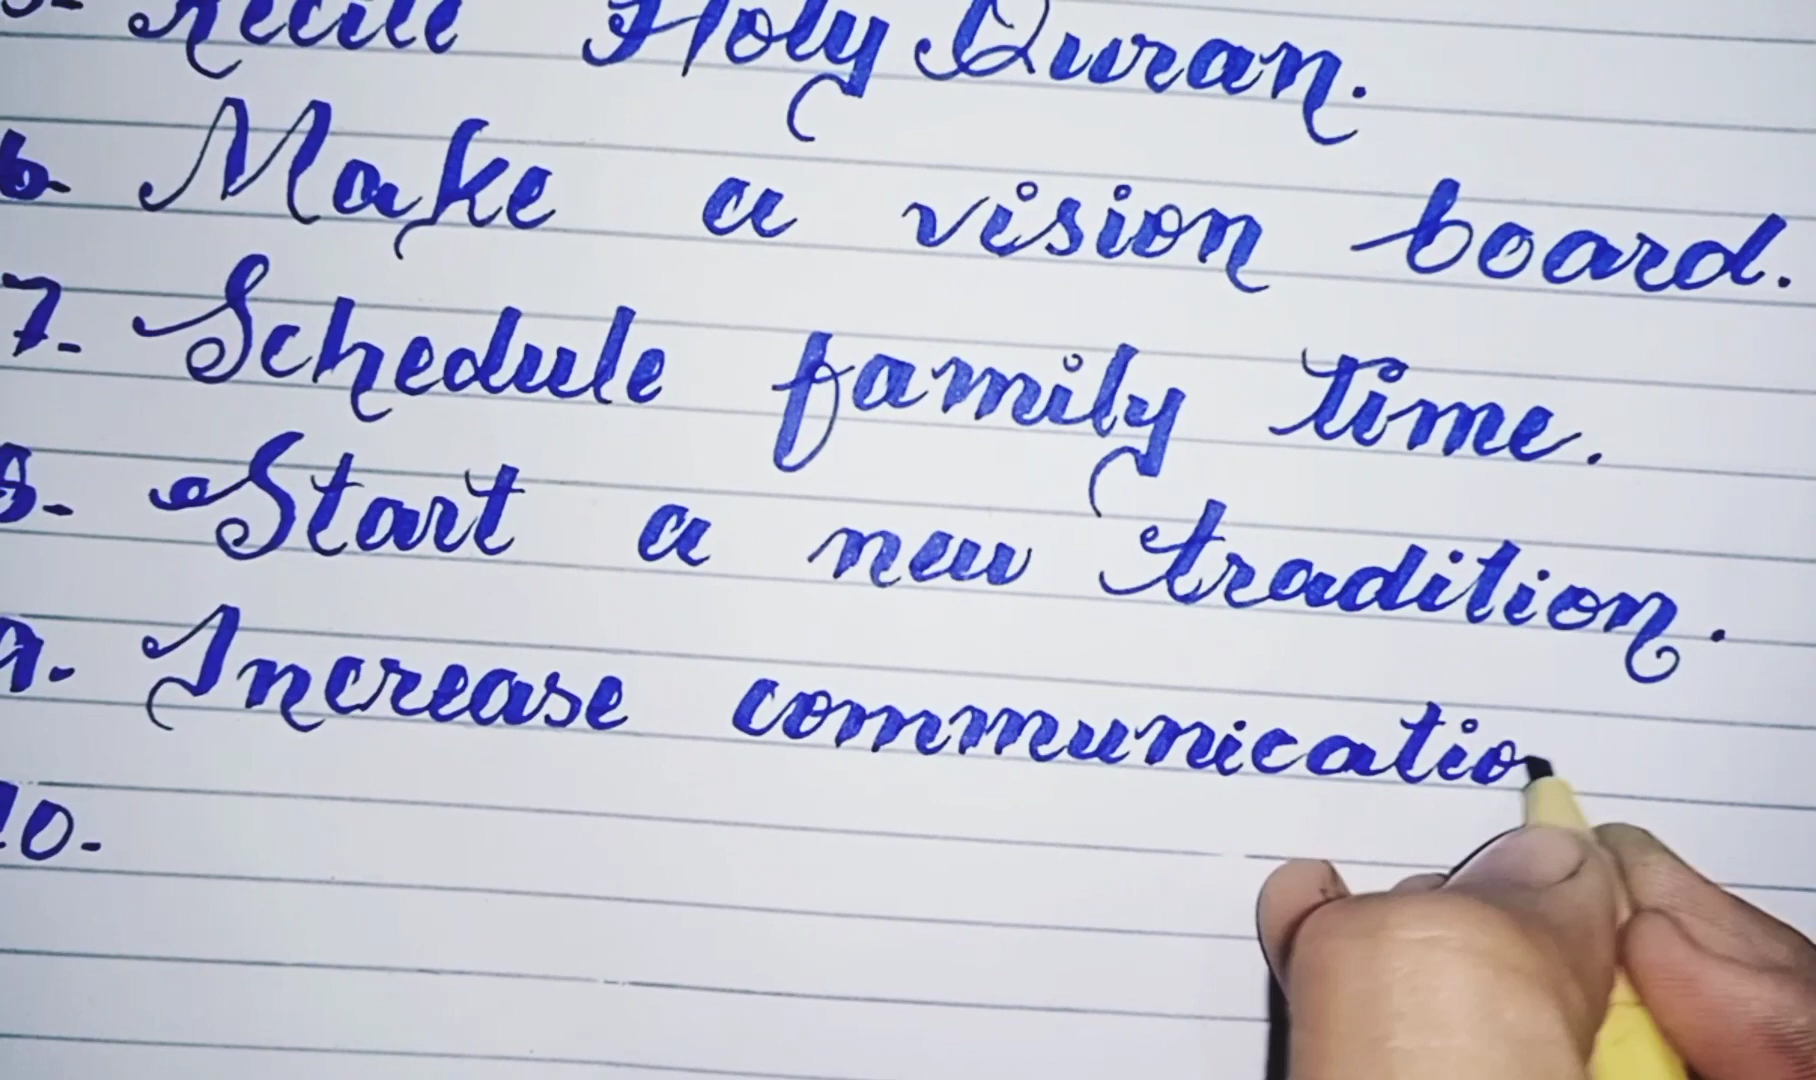 5- Recite Holy Quran.
6- Make a vision board.
7- Schedule family time.
8- Start a new tradition.
9- Increase communicatio
10-